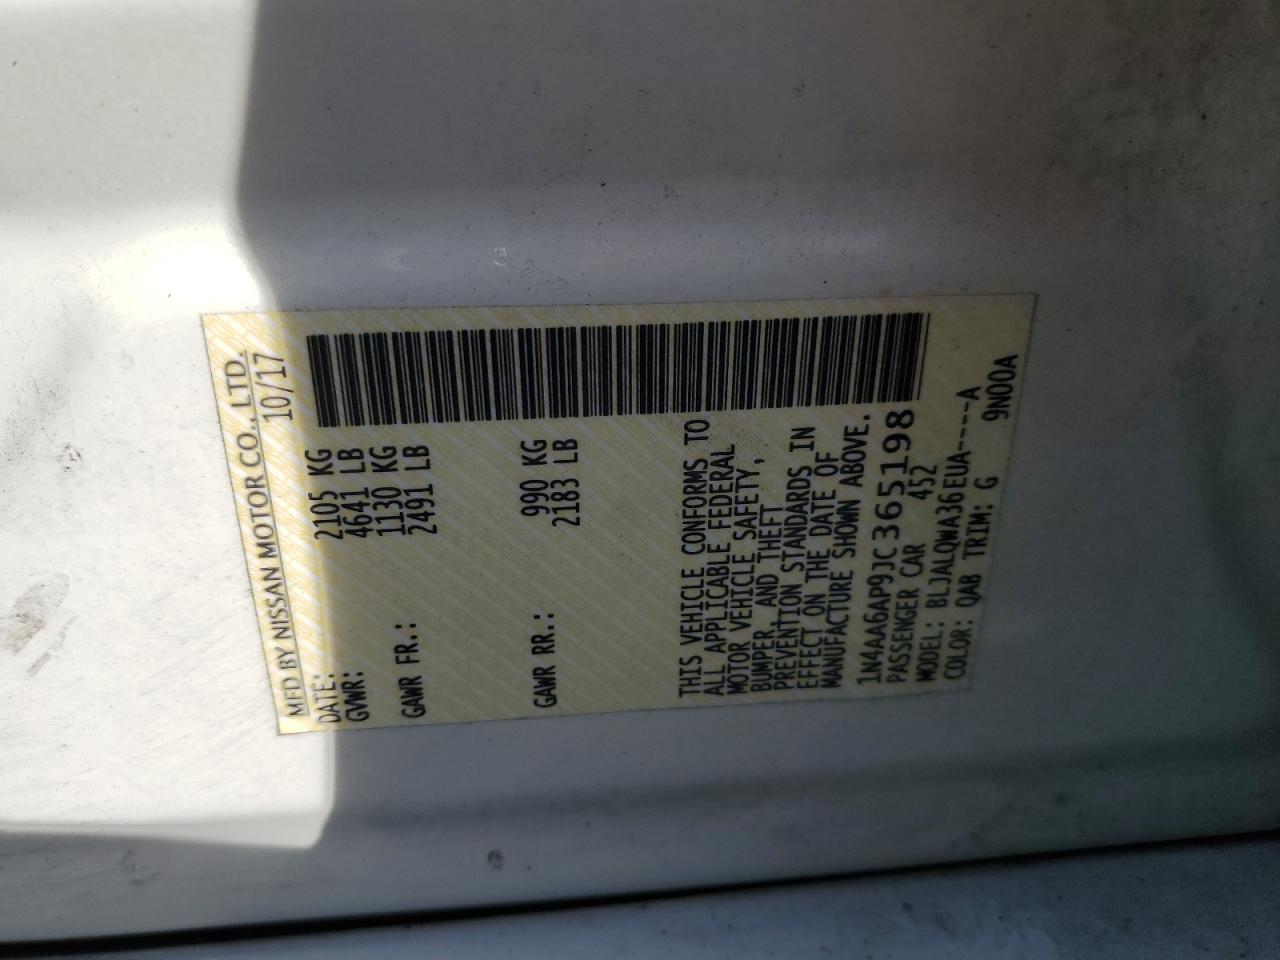 MFD BY NISSAN MOTOR CO., LTD.
DATE: 10/17
GVWR: 2105 KG
4641 LB
GAWR FR.: 1130 KG
2491 LB
GAWR RR.: 990 KG
2183 LB
THIS VEHICLE CONFORMS TO
ALL APPLICABLE FEDERAL
MOTOR VEHICLE SAFETY,
BUMPER, AND THEFT
PREVENTION STANDARDS IN
EFFECT ON THE DATE OF
MANUFACTURE SHOWN ABOVE.
1N4AA6AP9JC365198
PASSENGER CAR 452
MODEL: BLJALQWA36EUA-----A
COLOR: QAB TRIM: G 9N00A